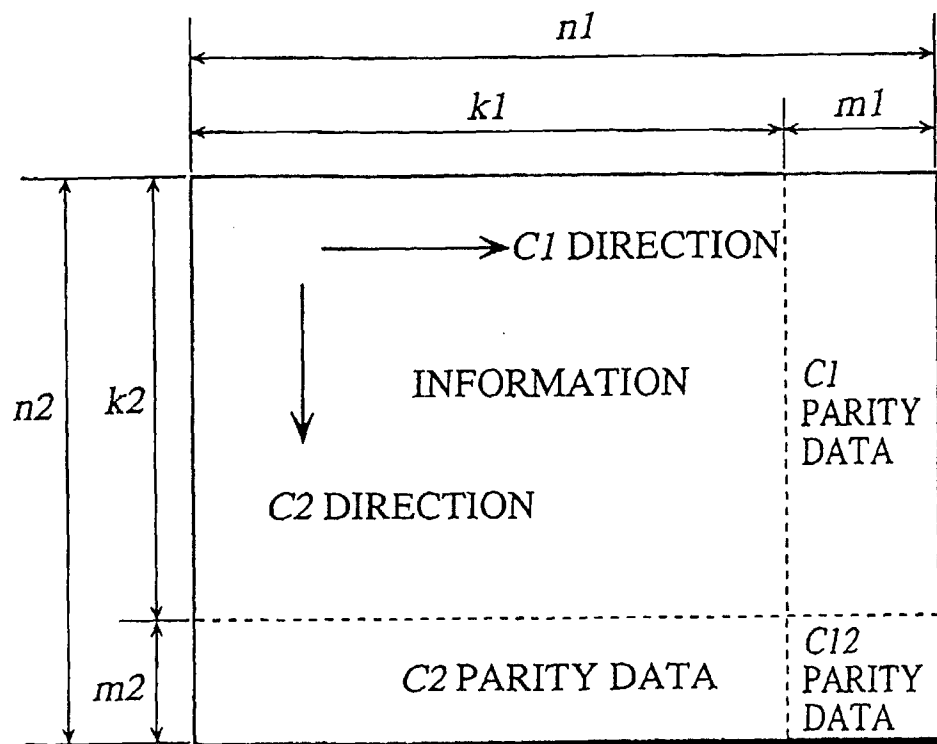 n1
k1
m1
C1 DIRECTION
INFORMATION
C1
PARITY
DATA
n2
k2
C2 DIRECTION
m2
C2 PARITY DATA
C12
PARITY
DATA